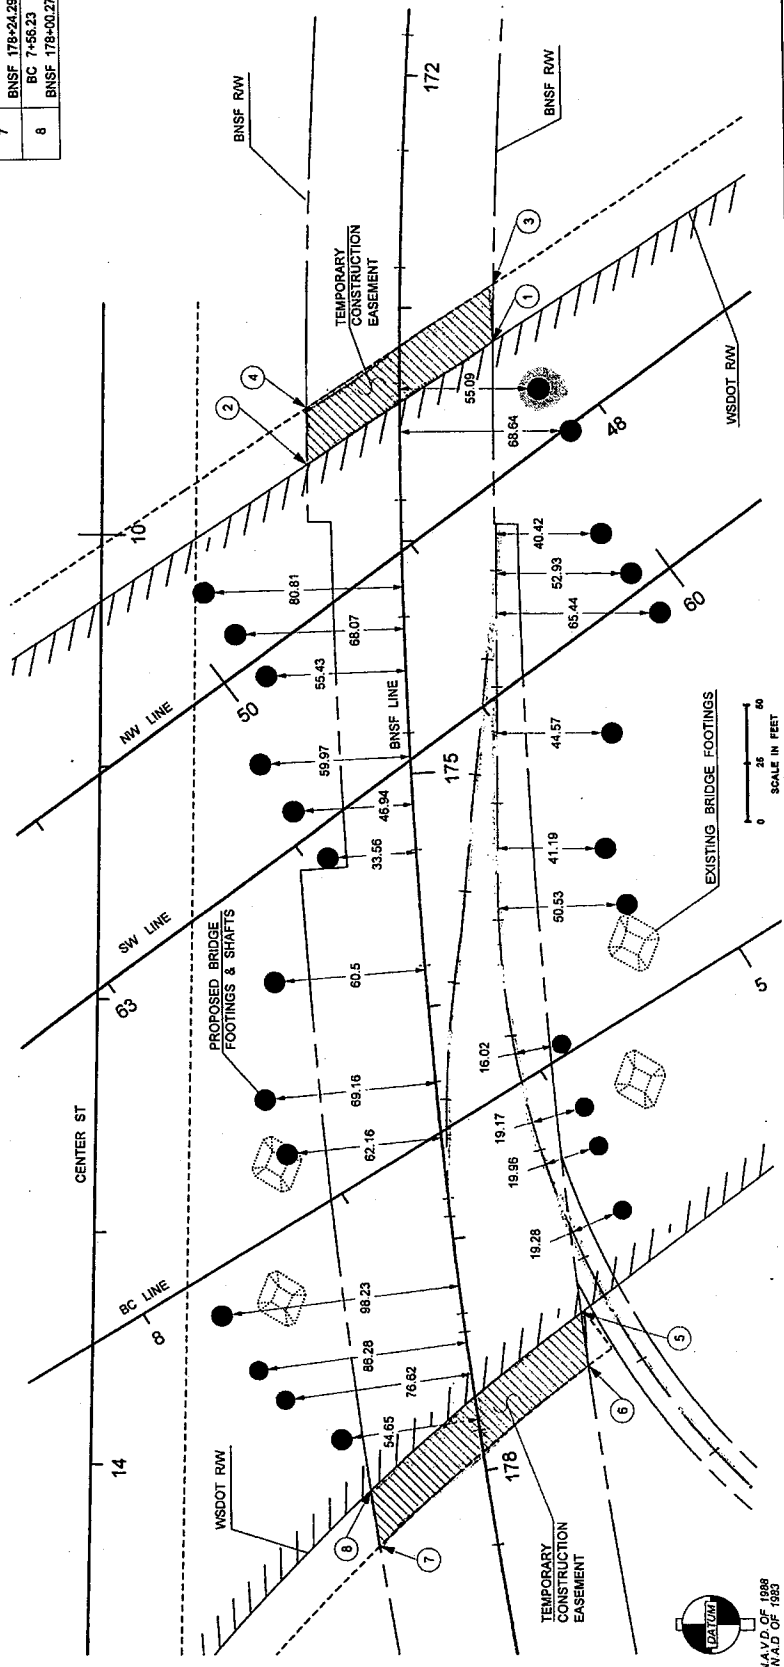 7
BNSF 178+24.29
8
BC 7+56.23
BNSF 178+00.27
BNSF R/W
172
BNSF R/W
TEMPORARY
CONSTRUCTION
EASEMENT
4
2
3
1
55.09
68.64
48
WSDOT R/W
10
80.81
68.07
55.43
40.42
52.93
65.44
60
NW LINE
50
BNSF LINE
59.97
46.94
33.56
175
44.57
41.19
50.53
EXISTING BRIDGE FOOTINGS
0
25
50
SCALE IN FEET
SW LINE
63
PROPOSED BRIDGE
FOOTINGS & SHAFTS
60.5
69.16
62.16
16.02
19.17
19.96
19.28
5
CENTER ST
BC LINE
8
98.23
86.28
76.62
54.65
14
WSDOT R/W
8
7
178
5
6
TEMPORARY
CONSTRUCTION
EASEMENT
DATUM
N.A.V.D. OF 1988
N.A.D OF 1983